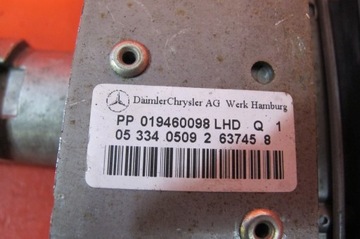 DaimlerChrysler AG Werk Hamburg
PP 019460098 LHD Q 1
05 334 0509 2 63745 8